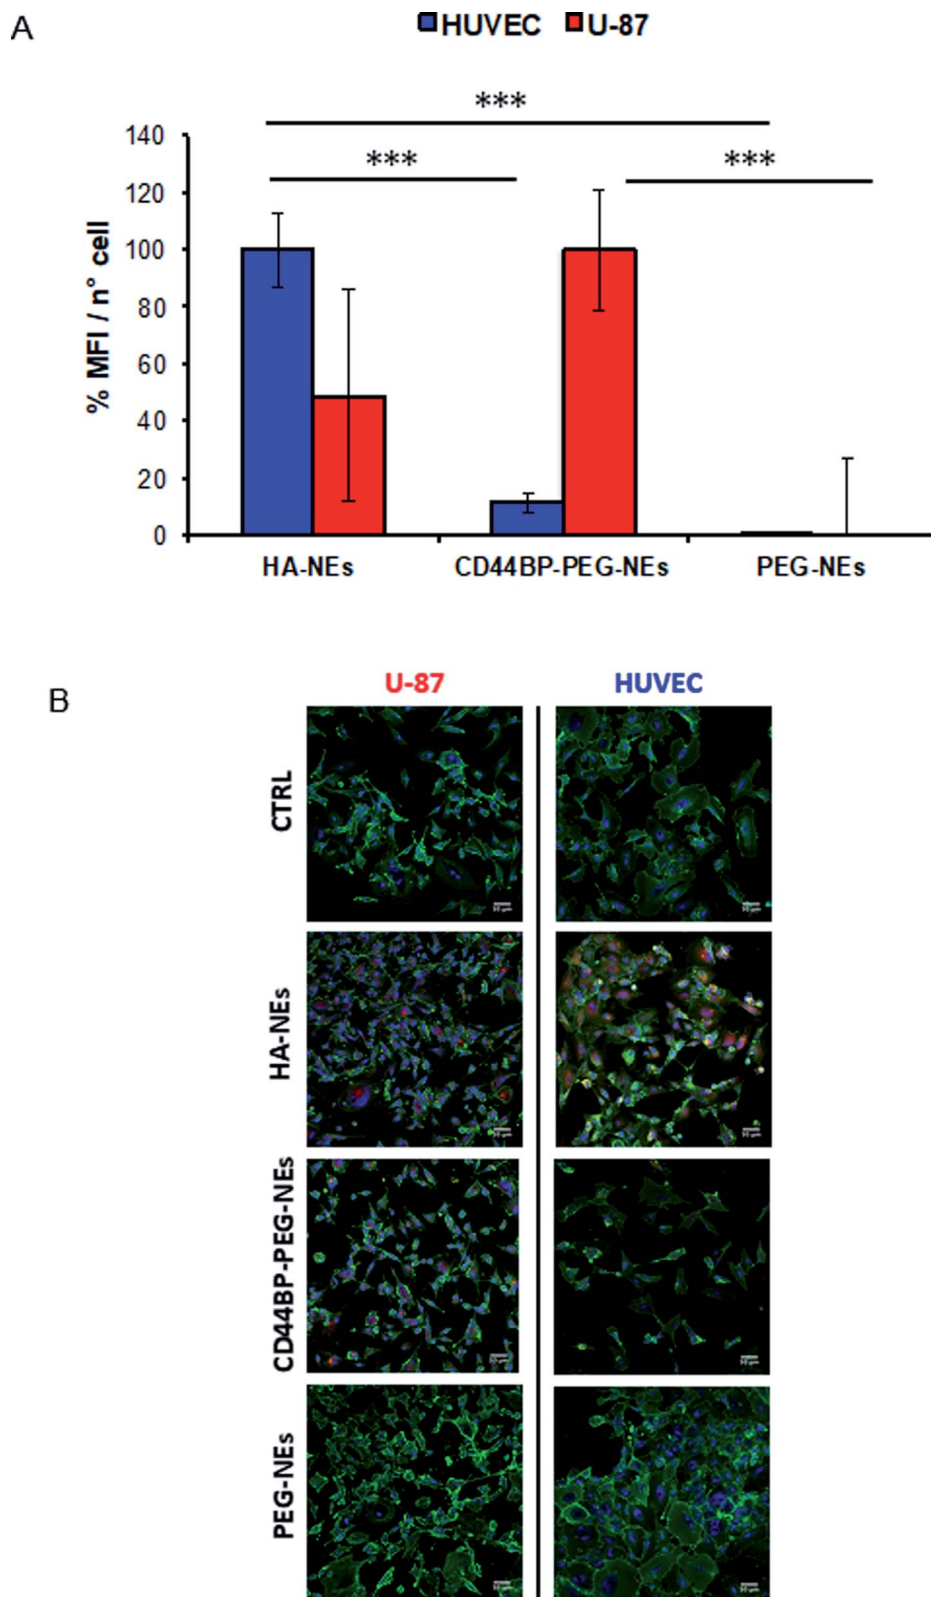 A
HUVEC U-87
***
*** ***
140
120
100
80
60
40
20
0
% MFI / n° cell
HA-NEs CD44BP-PEG-NEs PEG-NEs
B
U-87 HUVEC
CTRL
HA-NEs
CD44BP-PEG-NEs
PEG-NEs